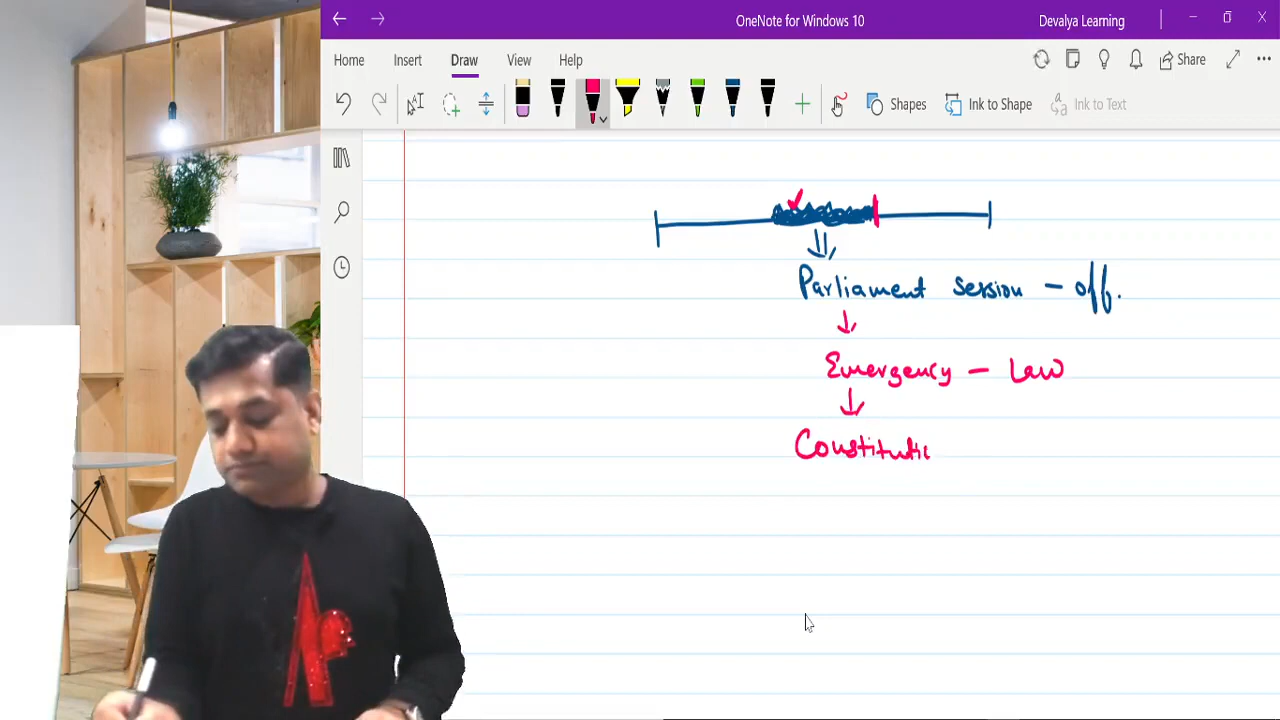 OneNote for Windows 10
Devalya Learning
Home Insert Draw View Help
Share
Shapes Ink to Shape Ink to Text
Parliament session - off.
Emergency - Law
Constitutic